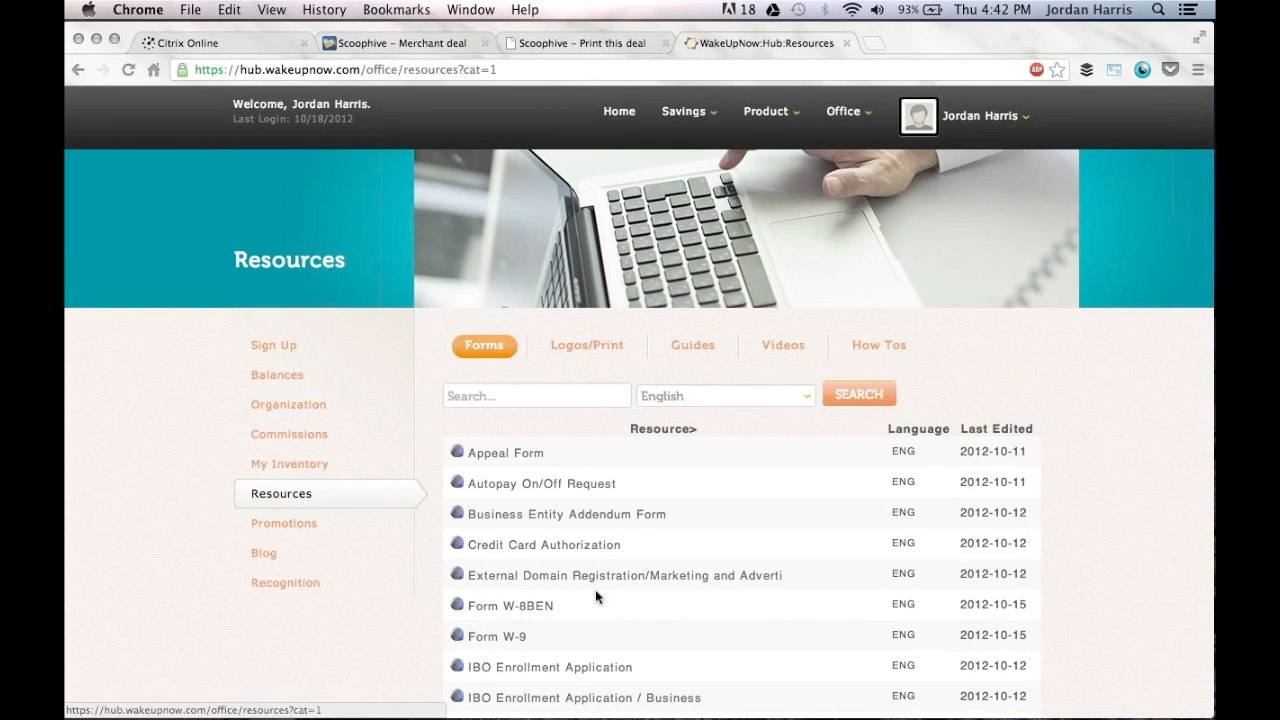 Chrome File Edit View History Bookmarks Window Help 18 93% Thu 4:42 PM Jordan Harris
Citrix Online Scoophive - Merchant deal Scoophive - Print this deal WakeUpNow:Hub:Resources
https://hub.wakeupnow.com/office/resources?cat=1 ABP
Welcome, Jordan Harris.
Last Login: 10/18/2012
Home Savings Product Office Jordan Harris
Resources
Sign Up
Balances
Organization
Commissions
My Inventory
Resources
Promotions
Blog
Recognition
Forms Logos/Print Guides Videos How Tos
Search... English SEARCH
Resource> Language Last Edited
Appeal Form ENG 2012-10-11
Autopay On/Off Request ENG 2012-10-11
Business Entity Addendum Form ENG 2012-10-12
Credit Card Authorization ENG 2012-10-12
External Domain Registration/Marketing and Adverti ENG 2012-10-12
Form W-8BEN ENG 2012-10-15
Form W-9 ENG 2012-10-15
IBO Enrollment Application ENG 2012-10-12
IBO Enrollment Application / Business ENG 2012-10-12
https://hub.wakeupnow.com/office/resources?cat=1